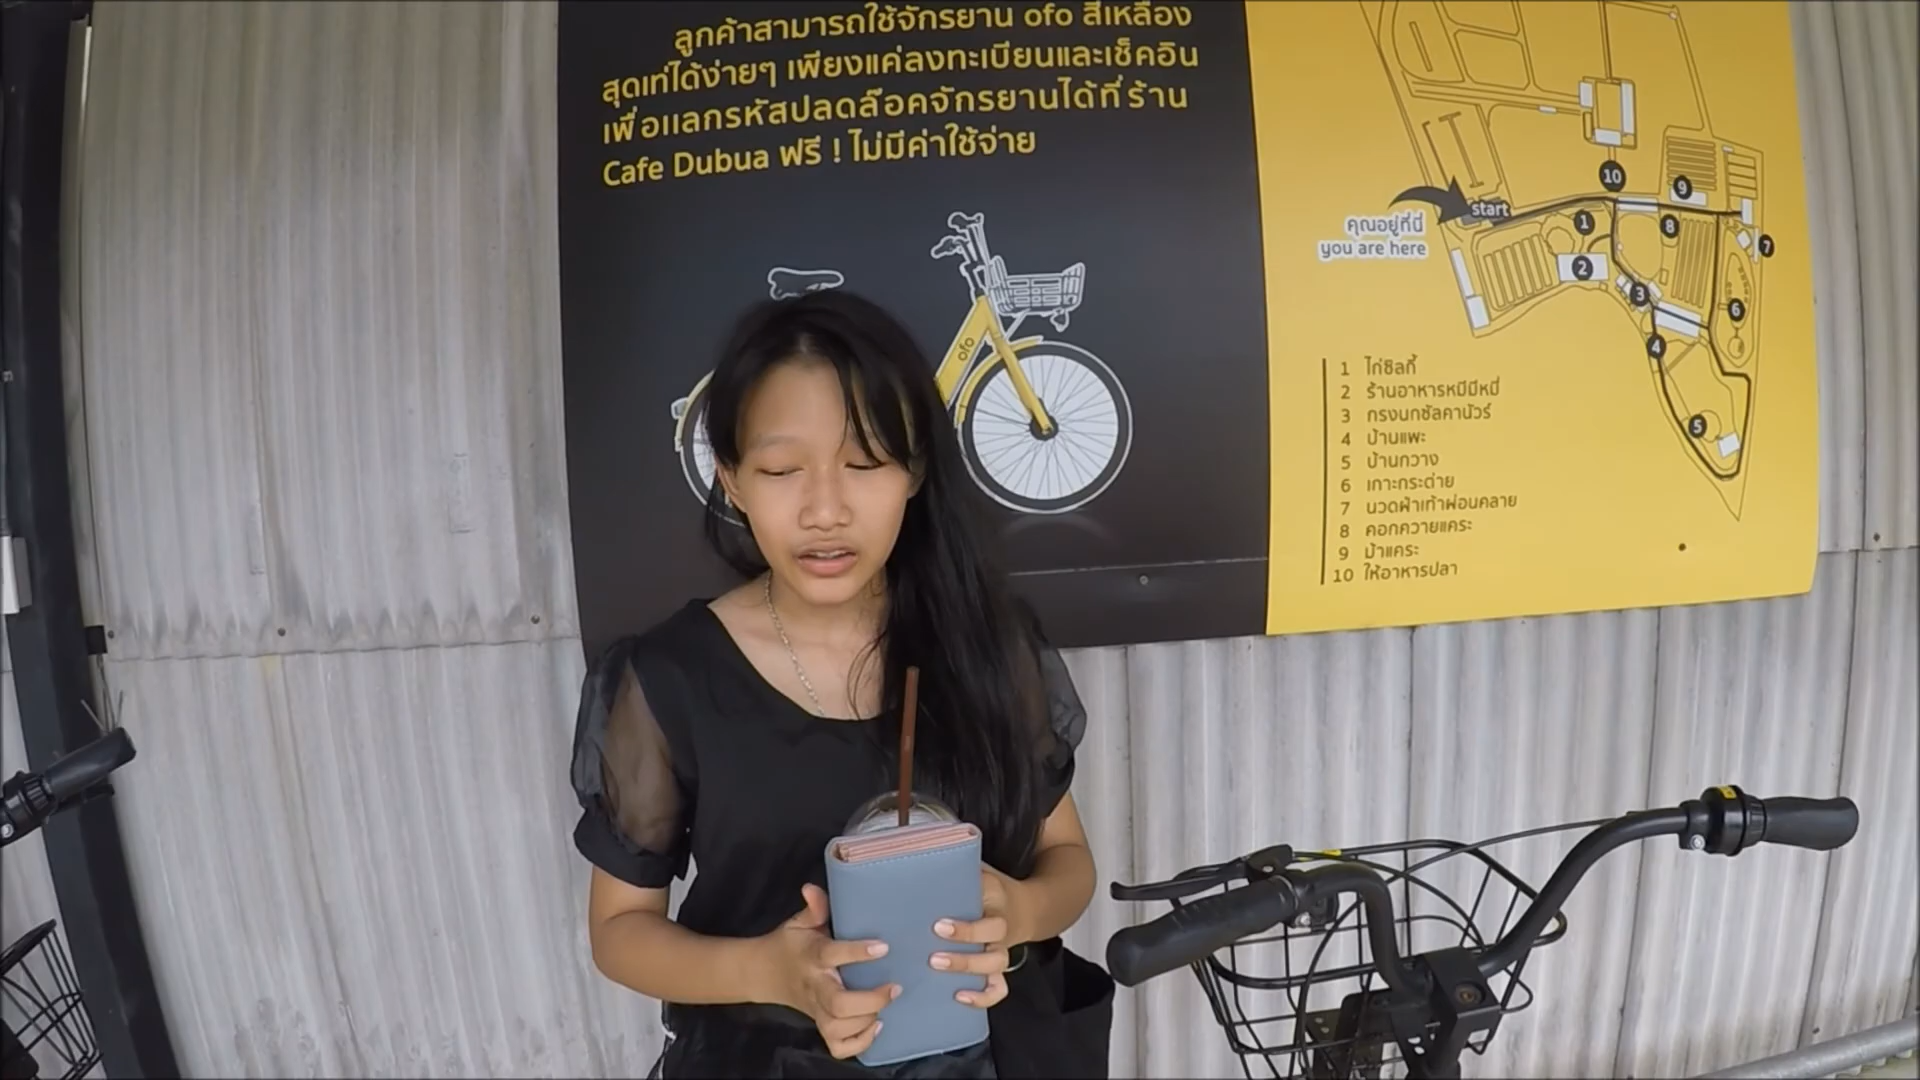 ลูกค้าสามารถใช้จักรยาน ofo สีเหลือง
สุดเท่ได้ง่ายๆ เพียงแค่ลงทะเบียนและเช็คอิน
เพื่อแลกรหัสปลดล๊อคจักรยานได้ที่ ร้าน
Cafe Dubua ฟรี ! ไม่มีค่าใช้จ่าย
ofo
10
9
start
1
8
คุณอยู่ที่นี่
you are here
7
2
3
6
4
5
1 ไก่ซิลกี้
2 ร้านอาหารหมีมีหมี่
3 กรงนกซัลคานัวร์
4 บ้านแพะ
5 บ้านกวาง
6 เกาะกระต่าย
7 นวดฝ่าเท้าผ่อนคลาย
8 คอกควายแคระ
9 ม้าแคระ
10 ให้อาหารปลา